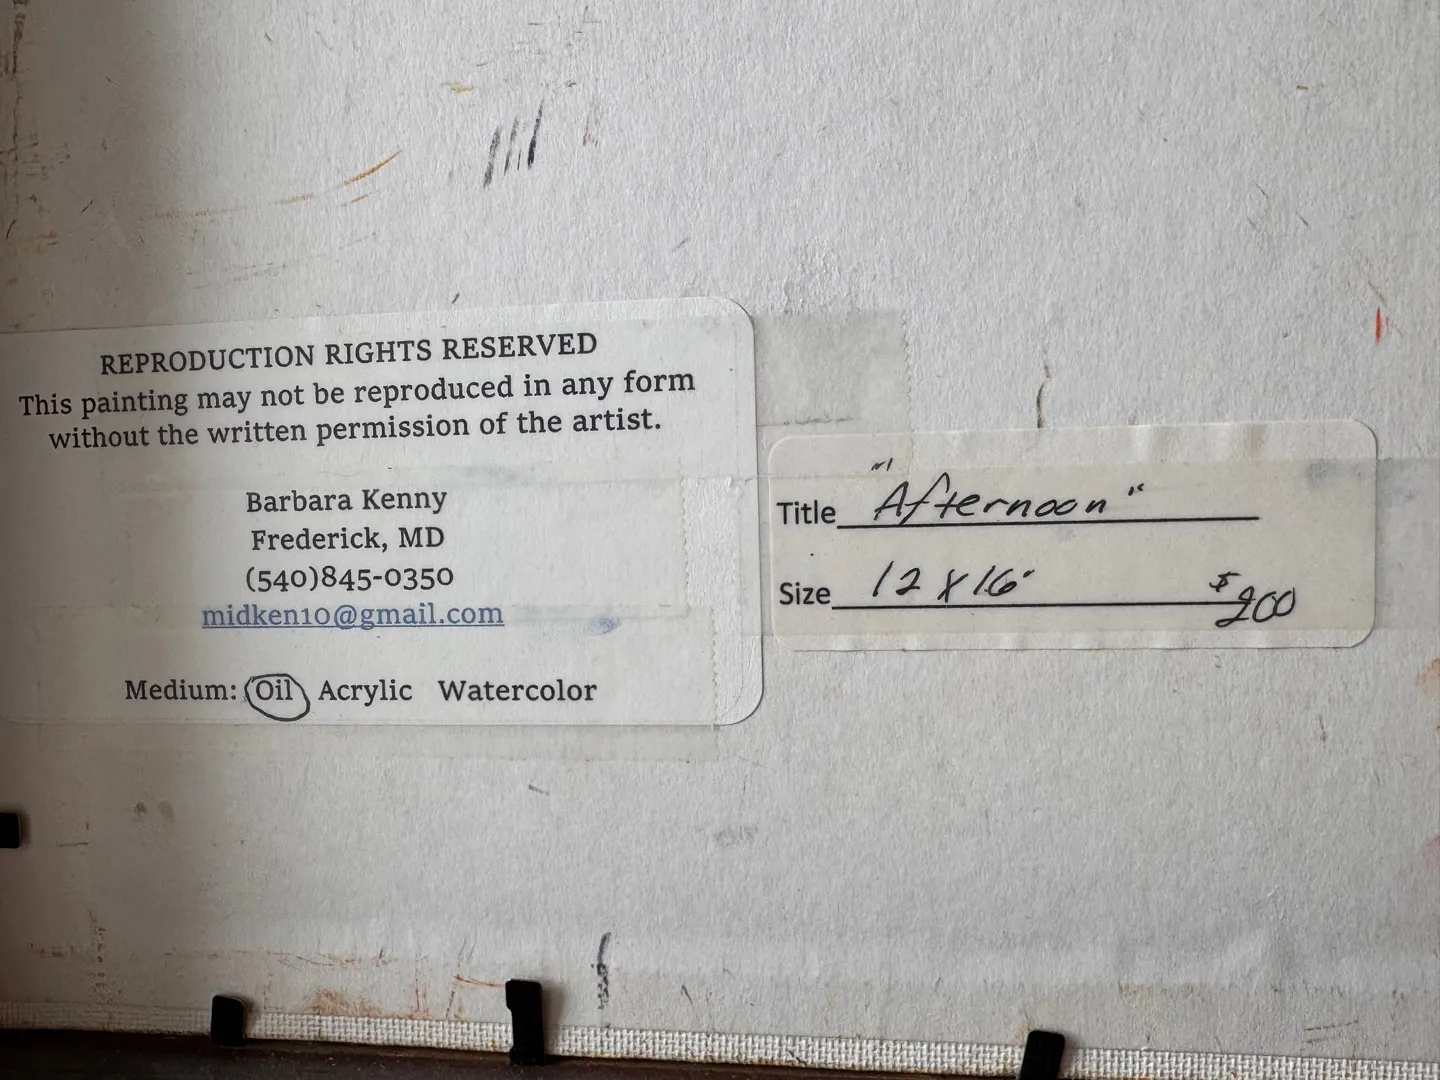 REPRODUCTION RIGHTS RESERVED
This painting may not be reproduced in any form
without the written permission of the artist.
Barbara Kenny
Frederick, MD
(540)845-0350
midken10@gmail.com
Medium: Oil Acrylic Watercolor
Title "Afternoon"
Size 12 X 16" $200